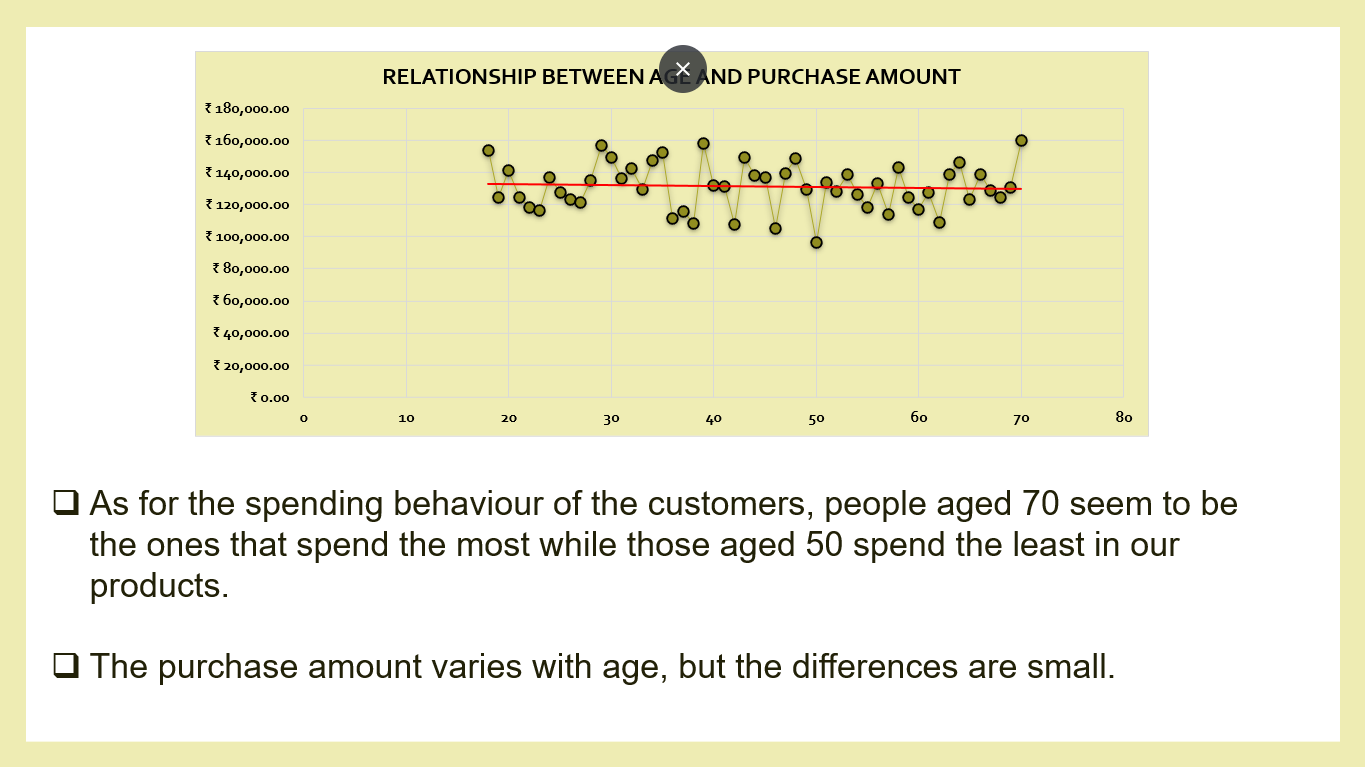 RELATIONSHIP BETWEEN AGE AND PURCHASE AMOUNT
₹ 180,000.00
₹ 160,000.00
₹ 140,000.00
₹ 120,000.00
₹ 100,000.00
₹ 80,000.00
₹ 60,000.00
₹ 40,000.00
₹ 20,000.00
₹ 0.00
0 10 20 30 40 50 60 70 80
❑ As for the spending behaviour of the customers, people aged 70 seem to be
the ones that spend the most while those aged 50 spend the least in our
products.
❑ The purchase amount varies with age, but the differences are small.